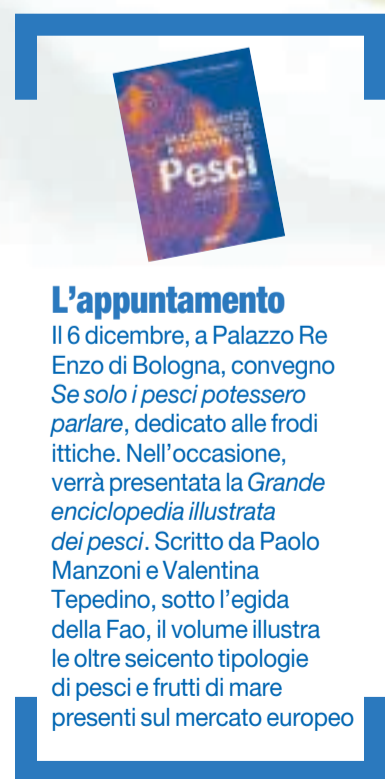 Pesci
L'appuntamento
Il 6 dicembre, a Palazzo Re
Enzo di Bologna, convegno
Se solo i pesci potessero
parlare, dedicato alle frodi
ittiche. Nell'occasione,
verrà presentata la Grande
enciclopedia illustrata
dei pesci. Scritto da Paolo
Manzoni e Valentina
Tepedino, sotto l'egida
della Fao, il volume illustra
le oltre seicento tipologie
di pesci e frutti di mare
presenti sul mercato europeo